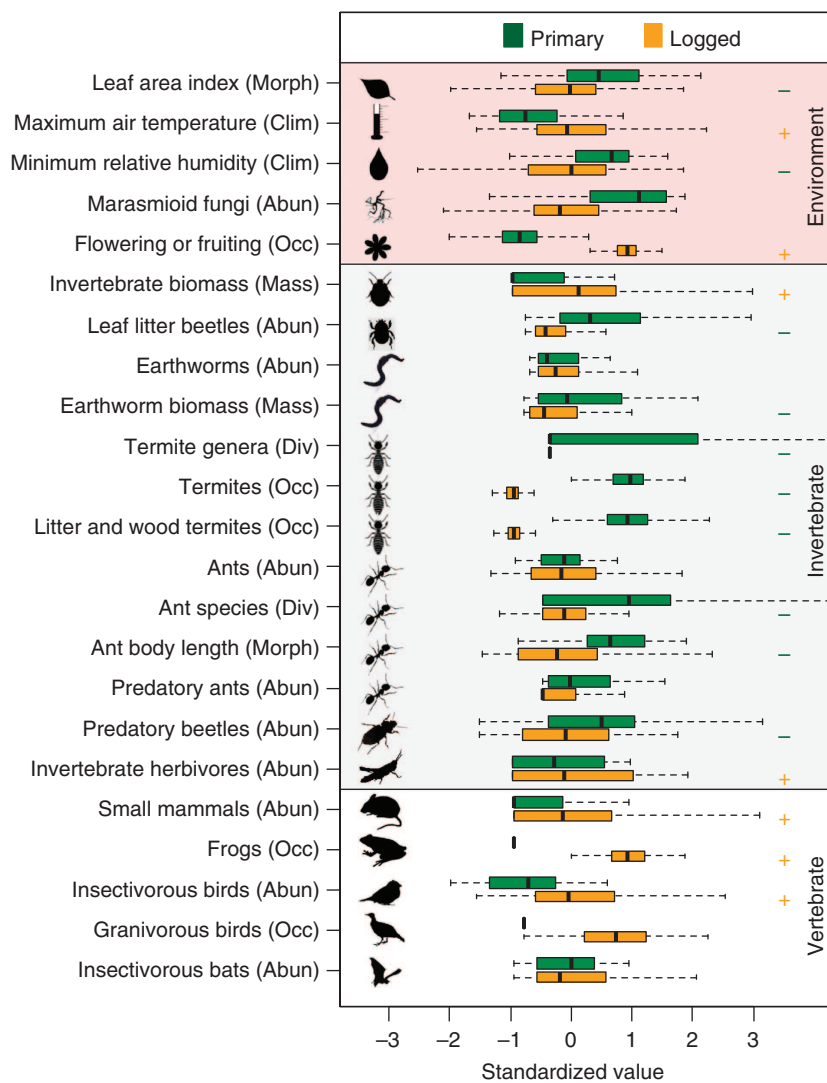 Primary Logged
Leaf area index (Morph) –
Maximum air temperature (Clim) +
Minimum relative humidity (Clim) –
Marasmioid fungi (Abun)
Flowering or fruiting (Occ) +
Environment
Invertebrate biomass (Mass) +
Leaf litter beetles (Abun) –
Earthworms (Abun)
Earthworm biomass (Mass) –
Termite genera (Div) –
Termites (Occ) –
Litter and wood termites (Occ) –
Ants (Abun)
Ant species (Div) –
Ant body length (Morph) –
Predatory ants (Abun)
Predatory beetles (Abun) –
Invertebrate herbivores (Abun) +
Invertebrate
Small mammals (Abun) +
Frogs (Occ) +
Insectivorous birds (Abun) +
Granivorous birds (Occ)
Insectivorous bats (Abun)
Vertebrate
–3 –2 –1 0 1 2 3
Standardized value